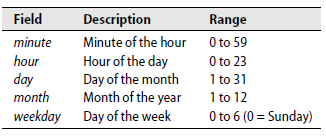 Field Description Range
minute Minute of the hour 0 to 59
hour Hour of the day 0 to 23
day Day of the month 1 to 31
month Month of the year 1 to 12
weekday Day of the week 0 to 6 (0 = Sunday)